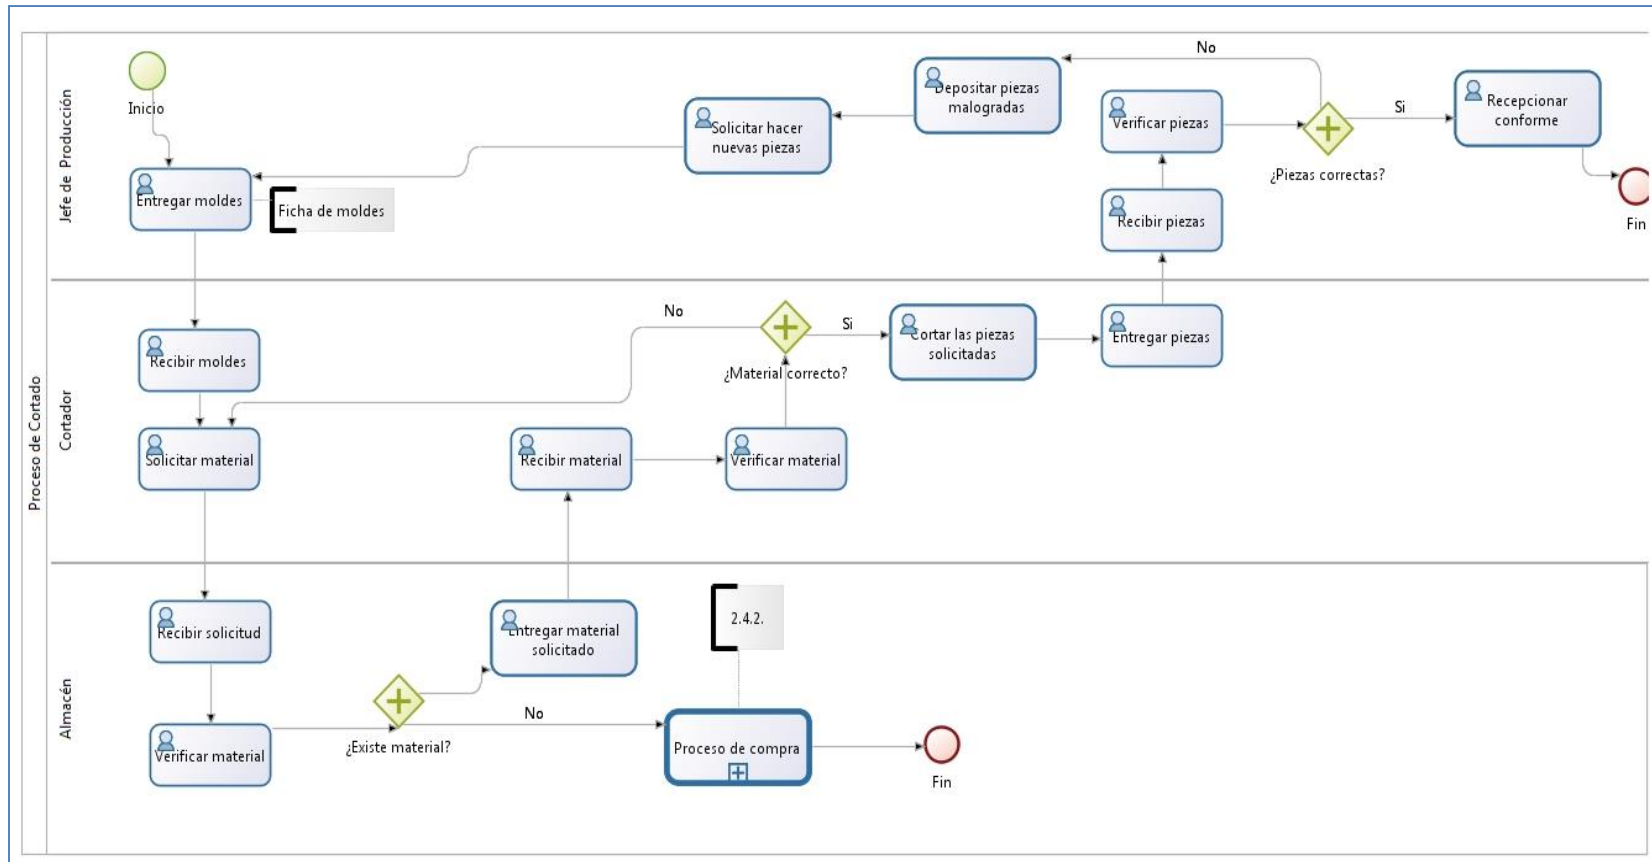 Proceso de Cortado
Jefe de Producción
Inicio
Entregar moldes
Ficha de moldes
Solicitar hacer
nuevas piezas
Depositar piezas
malogradas
No
Verificar piezas
Recibir piezas
¿Piezas correctas?
Si
Recepcionar
conforme
Fin
Cortador
Recibir moldes
Solicitar material
Recibir material
Verificar material
No
¿Material correcto?
Si
Cortar las piezas
solicitadas
Entregar piezas
Almacén
Recibir solicitud
Verificar material
¿Existe material?
Entregar material
solicitado
No
2.4.2.
Proceso de compra
Fin